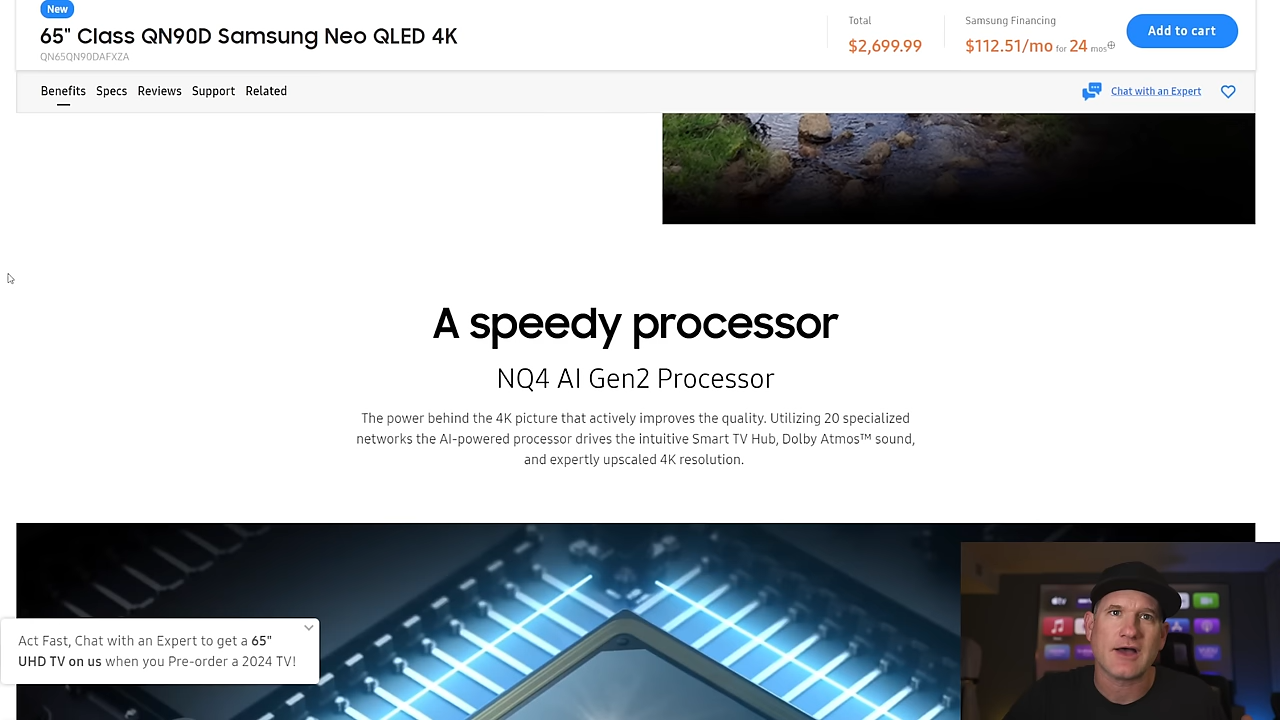 New
65" Class QN90D Samsung Neo QLED 4K
QN65QN90DAFXZA
Total
$2,699.99
Samsung Financing
$112.51/mo for 24 mos⊕
Add to cart
Benefits Specs Reviews Support Related
Chat with an Expert
A speedy processor
NQ4 AI Gen2 Processor
The power behind the 4K picture that actively improves the quality. Utilizing 20 specialized
networks the AI-powered processor drives the intuitive Smart TV Hub, Dolby Atmos™ sound,
and expertly upscaled 4K resolution.
Act Fast, Chat with an Expert to get a 65"
UHD TV on us when you Pre-order a 2024 TV!